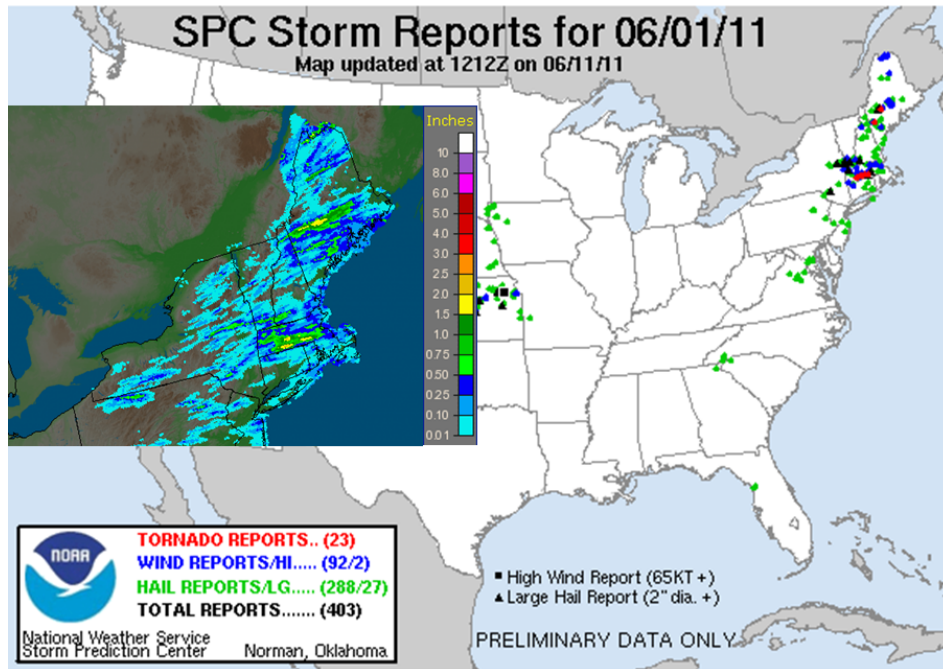 SPC Storm Reports for 06/01/11
Map updated at 1212Z on 06/11/11
Inches
10
8.0
6.0
5.0
4.0
3.0
2.5
2.0
1.5
1.0
0.75
0.50
0.25
0.10
0.01
NOAA
TORNADO REPORTS.. (23)
WIND REPORTS/HI..... (92/2)
HAIL REPORTS/LG..... (288/27)
TOTAL REPORTS....... (403)
National Weather Service
Storm Prediction Center Norman, Oklahoma
High Wind Report (65KT +)
Large Hail Report (2" dia. +)
PRELIMINARY DATA ONLY